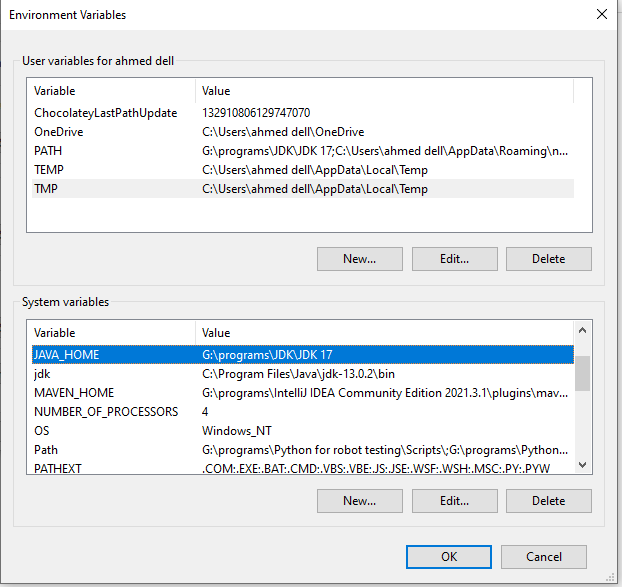 Environment Variables
User variables for ahmed dell
Variable Value
ChocolateyLastPathUpdate 132910806129747070
OneDrive C:\Users\ahmed dell\OneDrive
PATH G:\programs\JDK\JDK 17;C:\Users\ahmed dell\AppData\Roaming\n...
TEMP C:\Users\ahmed dell\AppData\Local\Temp
TMP C:\Users\ahmed dell\AppData\Local\Temp
New... Edit... Delete
System variables
Variable Value
JAVA_HOME G:\programs\JDK\JDK 17
jdk C:\Program Files\Java\jdk-13.0.2\bin
MAVEN_HOME G:\programs\IntelliJ IDEA Community Edition 2021.3.1\plugins\mav...
NUMBER_OF_PROCESSORS 4
OS Windows_NT
Path G:\programs\Python for robot testing\Scripts\;G:\programs\Python...
PATHEXT .COM;.EXE;.BAT;.CMD;.VBS;.VBE;.JS;.JSE;.WSF;.WSH;.MSC;.PY;.PYW
New... Edit... Delete
OK Cancel